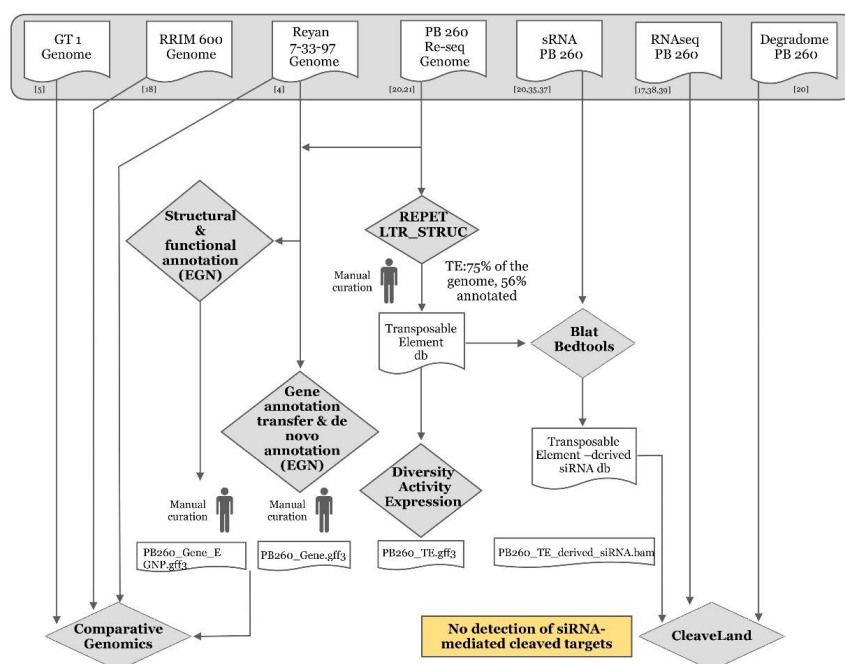 GT 1
Genome
RRIM 600
Genome
Reyan
7-33-97
Genome
PB 260
Re-seq
Genome
sRNA
PB 260
RNAseq
PB 260
Degradome
PB 260
[5]
[18]
[4]
[20,21]
[20,35,37]
[17,38,39]
[20]
Structural
&
functional
annotation
(EGN)
REPET
LTR_STRUC
Manual
curation
TE:75% of the
genome, 56%
annotated
Transposable
Element
db
Blat
Bedtools
Gene
annotation
transfer & de
novo
annotation
(EGN)
Transposable
Element –derived
siRNA db
Diversity
Activity
Expression
Manual
curation
Manual
curation
PB260_Gene_E
GNP.gff3
PB260_Gene.gff3
PB260_TE.gff3
PB260_TE_derived_siRNA.bam
Comparative
Genomics
No detection of siRNA-
mediated cleaved targets
CleaveLand